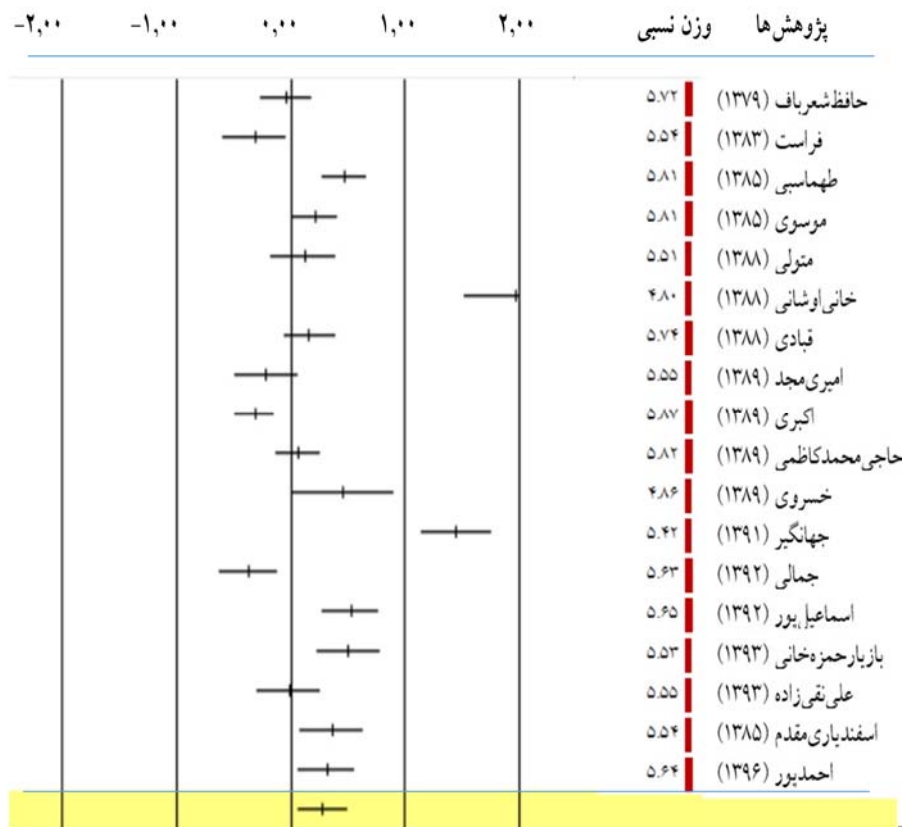 پژوهش‌ها وزن نسبی ۲,۰۰ ۱,۰۰ ۰,۰۰ -۱,۰۰ -۲,۰۰
حافظ‌شعرباف (۱۳۷۹) ۵.۷۲
فراست (۱۳۸۳) ۵.۵۴
طهماسبی (۱۳۸۵) ۵.۸۱
موسوی (۱۳۸۵) ۵.۸۱
متولی (۱۳۸۸) ۵.۵۱
خانی‌اوشانی (۱۳۸۸) ۴.۸۰
قبادی (۱۳۸۸) ۵.۷۴
امیری‌مجد (۱۳۸۹) ۵.۵۵
اکبری (۱۳۸۹) ۵.۸۷
حاجی‌محمدکاظمی (۱۳۸۹) ۵.۸۲
خسروی (۱۳۸۹) ۴.۸۶
جهانگیر (۱۳۹۱) ۵.۴۲
جمالی (۱۳۹۲) ۵.۶۳
اسماعیل‌پور (۱۳۹۲) ۵.۶۵
بازیارحمزه‌خانی (۱۳۹۳) ۵.۵۳
علی‌نقی‌زاده (۱۳۹۳) ۵.۵۵
اسفندیاری‌مقدم (۱۳۸۵) ۵.۵۴
احمدپور (۱۳۹۶) ۵.۶۴